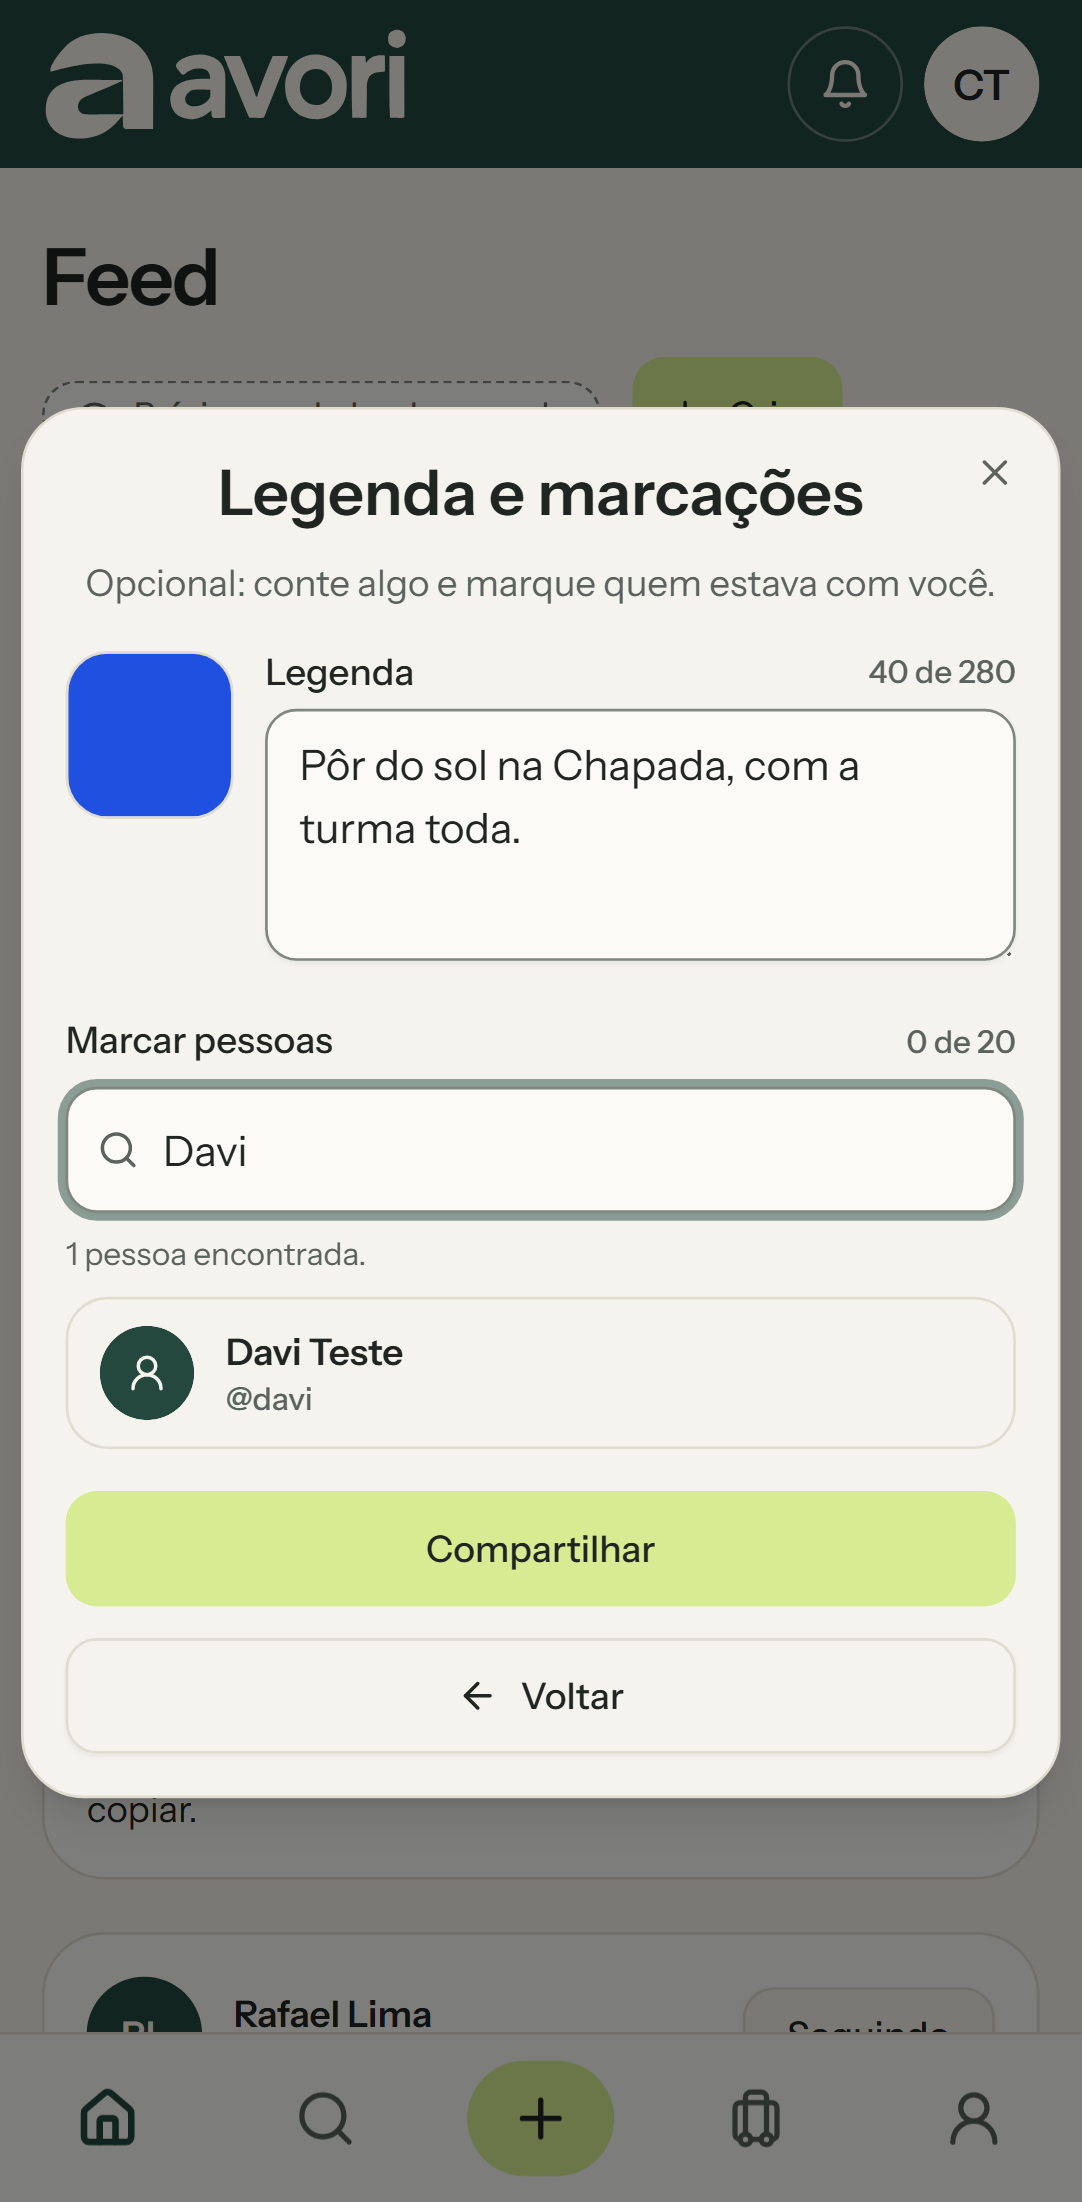 avori
CT
Feed
Legenda e marcações
Opcional: conte algo e marque quem estava com você.
Legenda
40 de 280
Pôr do sol na Chapada, com a
turma toda.
Marcar pessoas
0 de 20
Davi
1 pessoa encontrada.
Davi Teste
@davi
Compartilhar
Voltar
copiar.
Rafael Lima
Seguindo